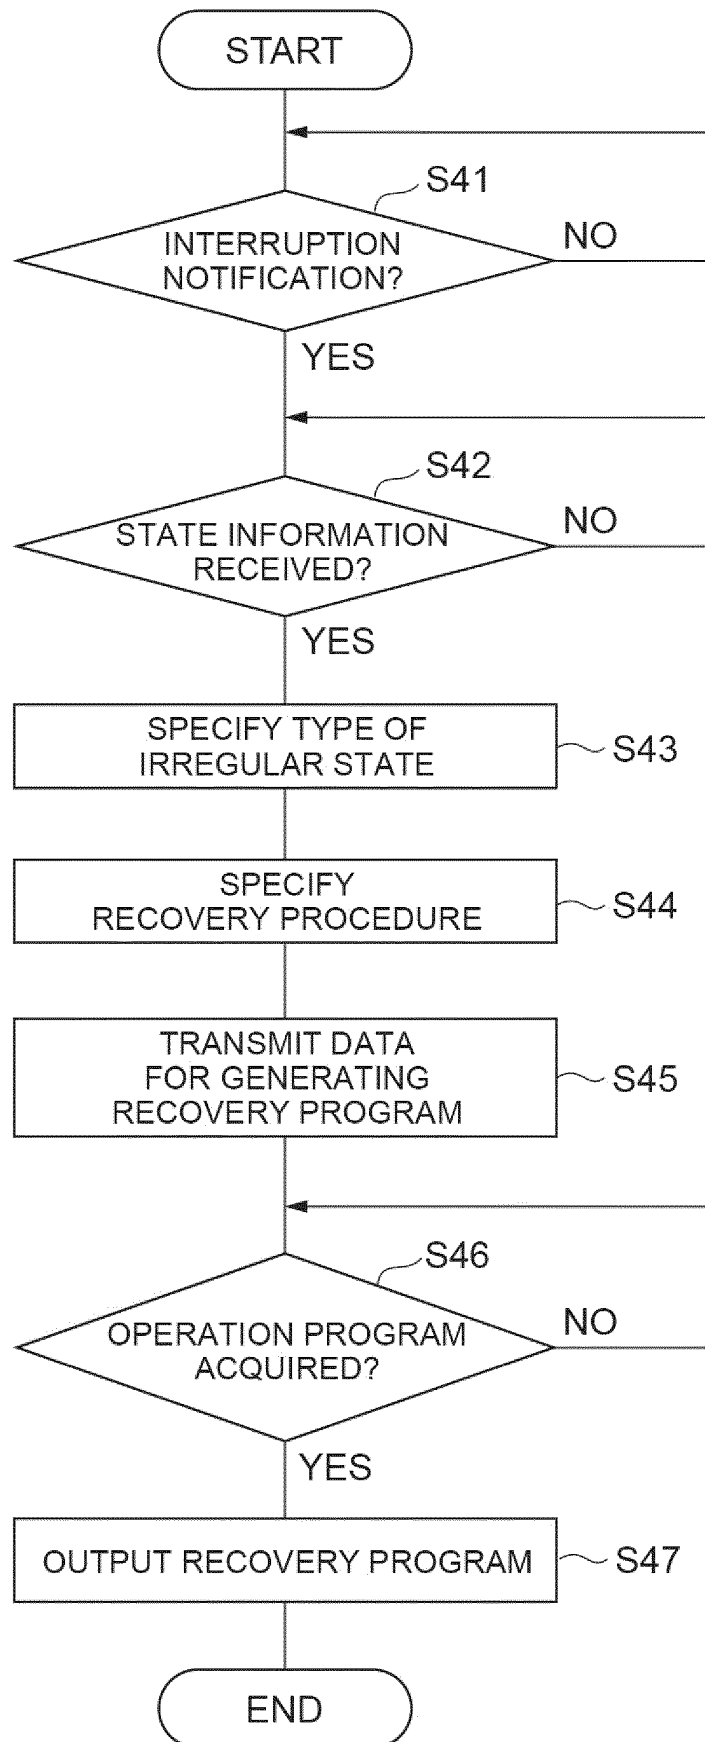 START
S41
INTERRUPTION
NOTIFICATION?
NO
YES
S42
STATE INFORMATION
RECEIVED?
NO
YES
SPECIFY TYPE OF
IRREGULAR STATE
S43
SPECIFY
RECOVERY PROCEDURE
S44
TRANSMIT DATA
FOR GENERATING
RECOVERY PROGRAM
S45
S46
OPERATION PROGRAM
ACQUIRED?
NO
YES
OUTPUT RECOVERY PROGRAM
S47
END